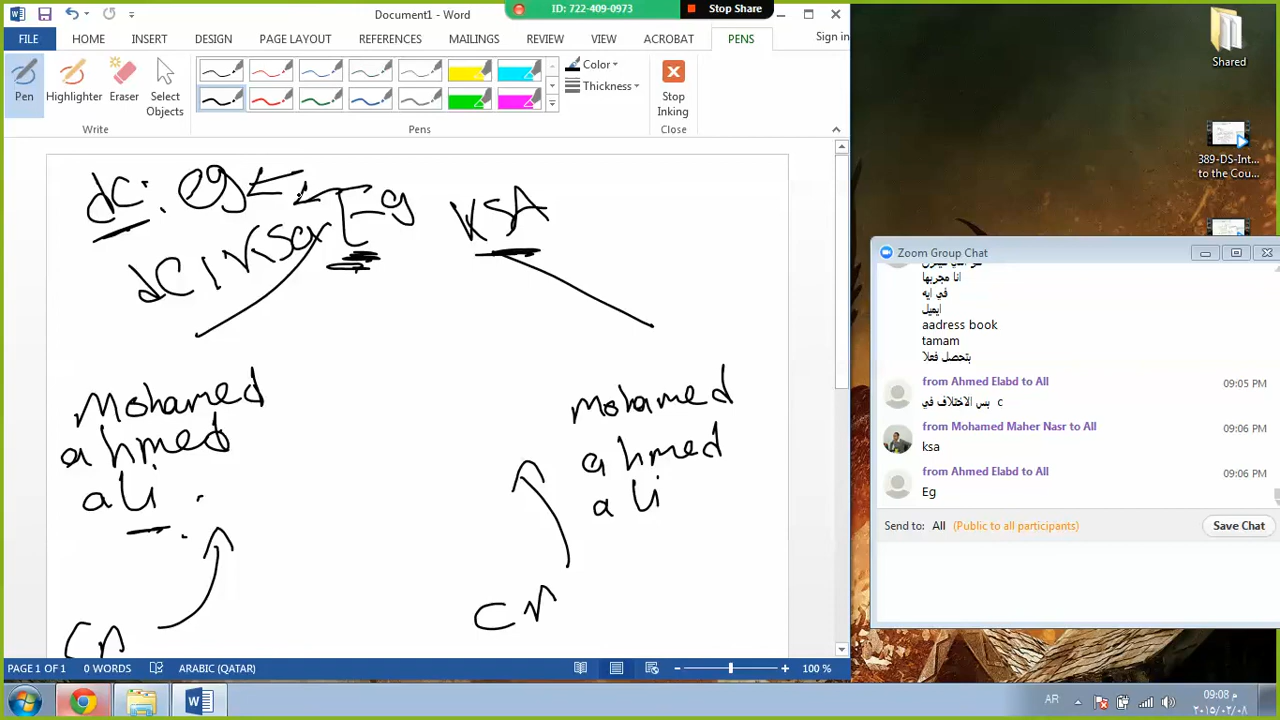 Document1 - Word
ID: 722-409-0973
Stop Share
FILE
HOME
INSERT
DESIGN
PAGE LAYOUT
REFERENCES
MAILINGS
REVIEW
VIEW
ACROBAT
PENS
Sign in
Pen
Highlighter
Eraser
Select Objects
Color
Thickness
Stop Inking
Write
Pens
Close
dc: eg
Eg
KSA
dc / KSa
Mohamed
ahmed
ali
cn
mohamed
ahmed
ali
cn
Shared
389-DS-Int...
to the Cou...
Zoom Group Chat
انا مجربها
في ايه
ايميل
aadress book
tamam
بتحصل فعلا
from Ahmed Elabd to All
09:05 PM
بس الاختلاف في c
from Mohamed Maher Nasr to All
09:06 PM
ksa
from Ahmed Elabd to All
09:06 PM
Eg
Send to: All (Public to all participants)
Save Chat
PAGE 1 OF 1
0 WORDS
ARABIC (QATAR)
100 %
AR
09:08 م
٢٠١٥/٠٢/٠٨